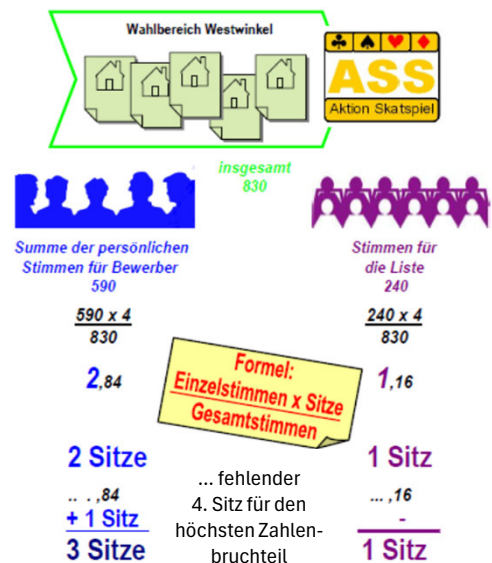 Wahlbereich Westwinkel
ASS
Aktion Skatspiel
insgesamt
830
Summe der persönlichen
Stimmen für Bewerber
590
Stimmen für
die Liste
240
590 x 4
830
240 x 4
830
2,84
Formel:
Einzelstimmen x Sitze
Gesamtstimmen
1,16
2 Sitze
1 Sitz
.. . ,84
+ 1 Sitz
3 Sitze
... fehlender
4. Sitz für den
höchsten Zahlen-
bruchteil
... ,16
-
1 Sitz